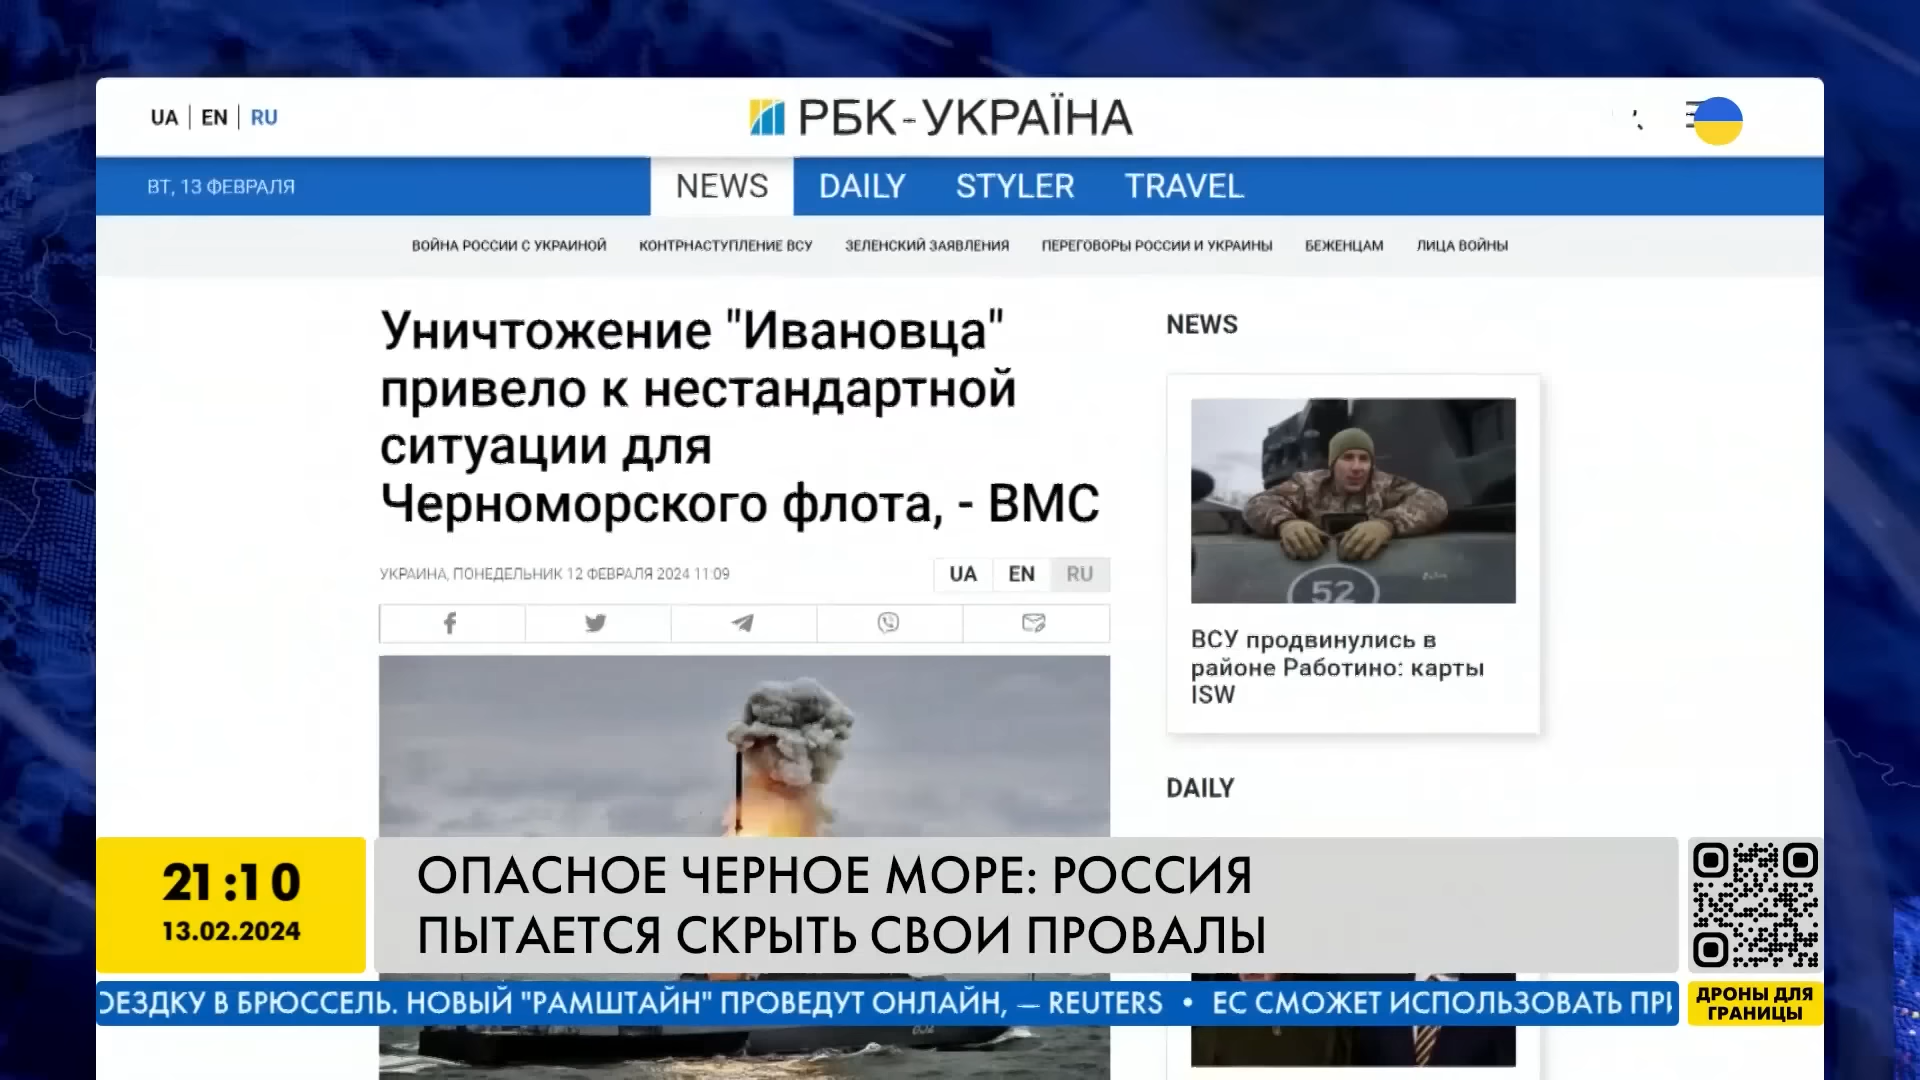 UA EN RU
РБК-УКРАЇНА
ВТ, 13 ФЕВРАЛЯ
NEWS DAILY STYLER TRAVEL
ВОЙНА РОССИИ С УКРАИНОЙ КОНТРНАСТУПЛЕНИЕ ВСУ ЗЕЛЕНСКИЙ ЗАЯВЛЕНИЯ ПЕРЕГОВОРЫ РОССИИ И УКРАИНЫ БЕЖЕНЦАМ ЛИЦА ВОЙНЫ
Уничтожение "Ивановца"
привело к нестандартной
ситуации для
Черноморского флота, - ВМС
УКРАИНА, ПОНЕДЕЛЬНИК 12 ФЕВРАЛЯ 2024 11:09
UA EN RU
NEWS
52
ВСУ продвинулись в
районе Работино: карты
ISW
DAILY
21:10
13.02.2024
ОПАСНОЕ ЧЕРНОЕ МОРЕ: РОССИЯ
ПЫТАЕТСЯ СКРЫТЬ СВОИ ПРОВАЛЫ
ОЕЗДКУ В БРЮССЕЛЬ. НОВЫЙ "РАМШТАЙН" ПРОВЕДУТ ОНЛАЙН, — REUTERS • ЕС СМОЖЕТ ИСПОЛЬЗОВАТЬ ПРИ
ДРОНЫ ДЛЯ
ГРАНИЦЫ